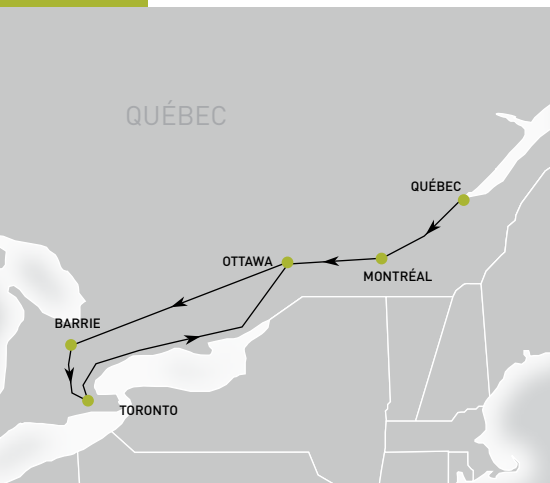 QUÉBEC
QUÉBEC
OTTAWA
MONTRÉAL
BARRIE
TORONTO